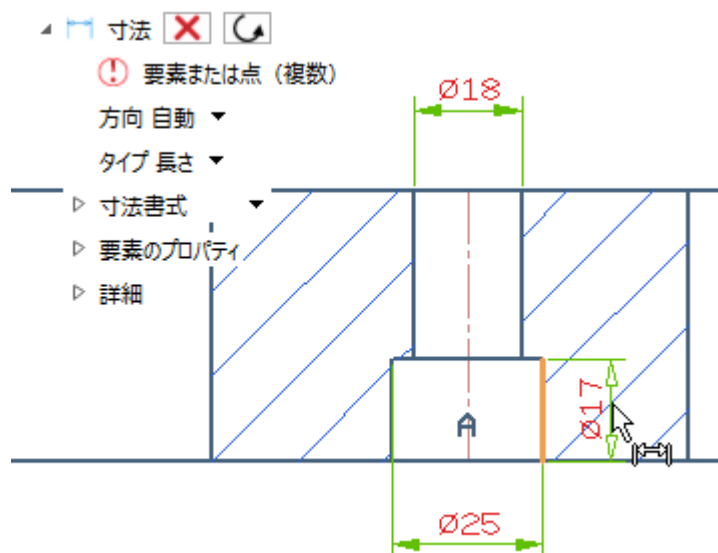 寸法
要素または点（複数）
方向 自動
タイプ 長さ
寸法書式
要素のプロパティ
詳細
Ø18
Ø17
A
Ø25